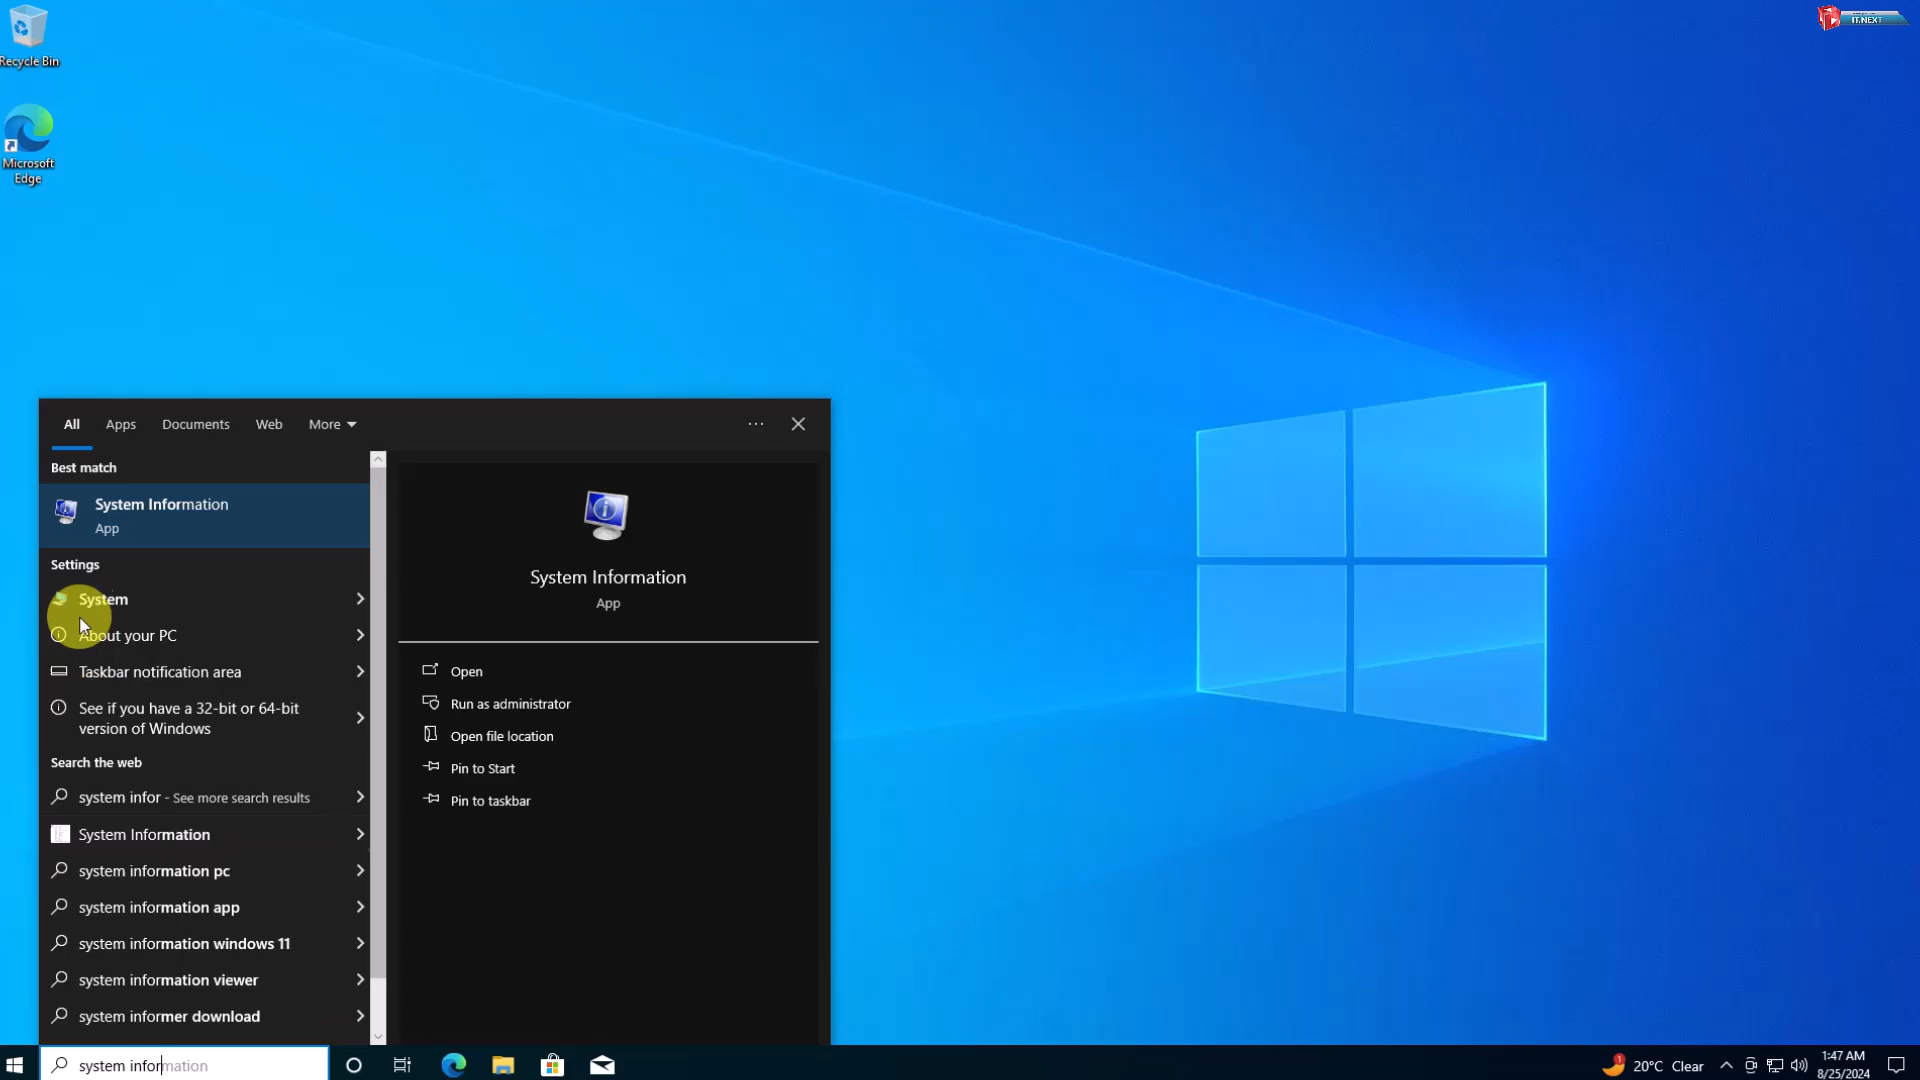 Recycle Bin
Microsoft
Edge
IT.NEXT
All Apps Documents Web More
Best match
System Information
App
Settings
System
About your PC
Taskbar notification area
See if you have a 32-bit or 64-bit
version of Windows
Search the web
system infor - See more search results
System Information
system information pc
system information app
system information windows 11
system information viewer
system informer download
System Information
App
Open
Run as administrator
Open file location
Pin to Start
Pin to taskbar
system information
1
20°C Clear
1:47 AM
8/25/2024